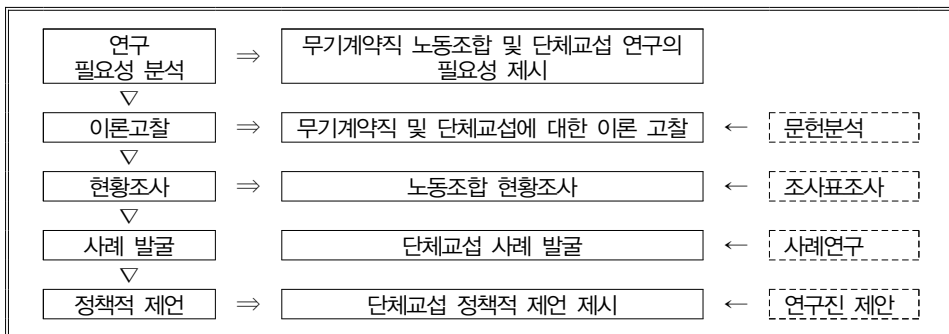 연구
필요성 분석
⇒
무기계약직 노동조합 및 단체교섭 연구의
필요성 제시
▽
이론고찰 ⇒ 무기계약직 및 단체교섭에 대한 이론 고찰 ← 문헌분석
▽
현황조사 ⇒ 노동조합 현황조사 ← 조사표조사
▽
사례 발굴 단체교섭 사례 발굴 ← 사례연구
▽
정책적 제언 ⇒ 단체교섭 정책적 제언 제시 ← 연구진 제안